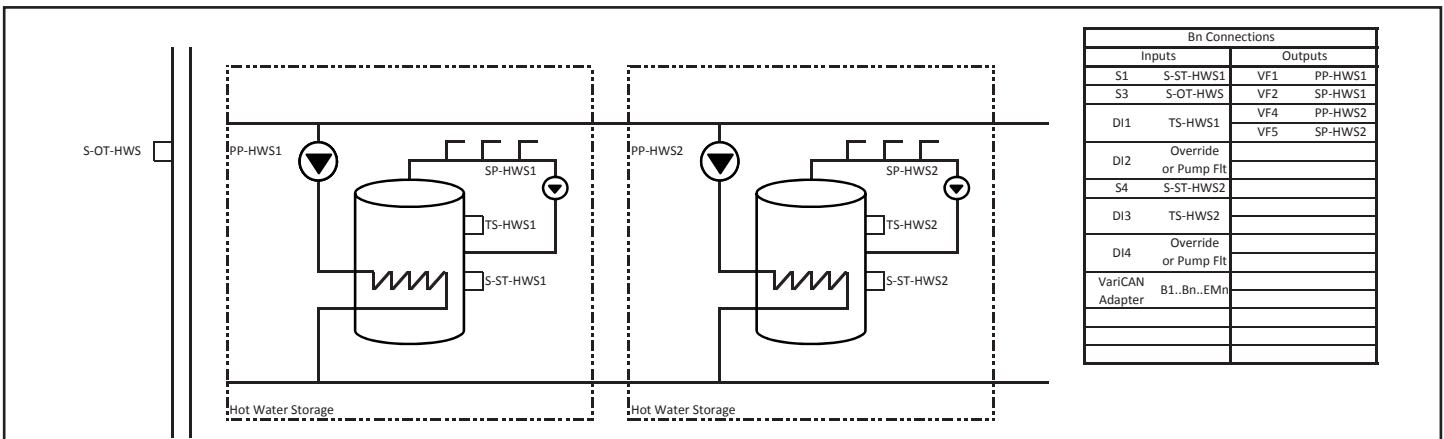 Bn Connections
Inputs Outputs
S1 S-ST-HWS1 VF1 PP-HWS1
S3 S-OT-HWS VF2 SP-HWS1
DI1 TS-HWS1 VF4 PP-HWS2
VF5 SP-HWS2
DI2 Override
or Pump Flt
S4 S-ST-HWS2
DI3 TS-HWS2
DI4 Override
or Pump Flt
VariCAN
Adapter B1..Bn..EMn
S-OT-HWS
PP-HWS1
SP-HWS1
TS-HWS1
S-ST-HWS1
Hot Water Storage
PP-HWS2
SP-HWS2
TS-HWS2
S-ST-HWS2
Hot Water Storage